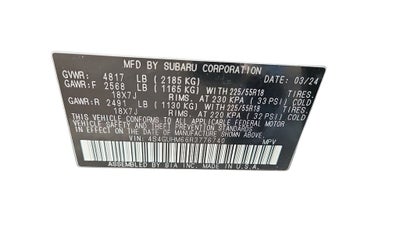 MFD BY SUBARU CORPORATION DATE: 03/24
GVWR: 4817 LB (2185 KG)
GAWR:F 2568 LB (1165 KG) WITH 225/55R18 TIRES.
18X7J RIMS. AT 230 KPA (33 PSI) COLD
GAWR:R 2491 LB (1130 KG) WITH 225/55R18 TIRES.
18X7J RIMS. AT 220 KPA (32 PSI) COLD
THIS VEHICLE CONFORMS TO ALL APPLICABLE
FEDERAL MOTOR VEHICLE SAFETY, BUMPER,
AND THEFT PREVENTION STANDARDS
IN EFFECT ON THE DATE OF MANUFACTURE SHOWN ABOVE.
VIN: MPV
ASSEMBLED BY SIA MADE IN U.S.A.